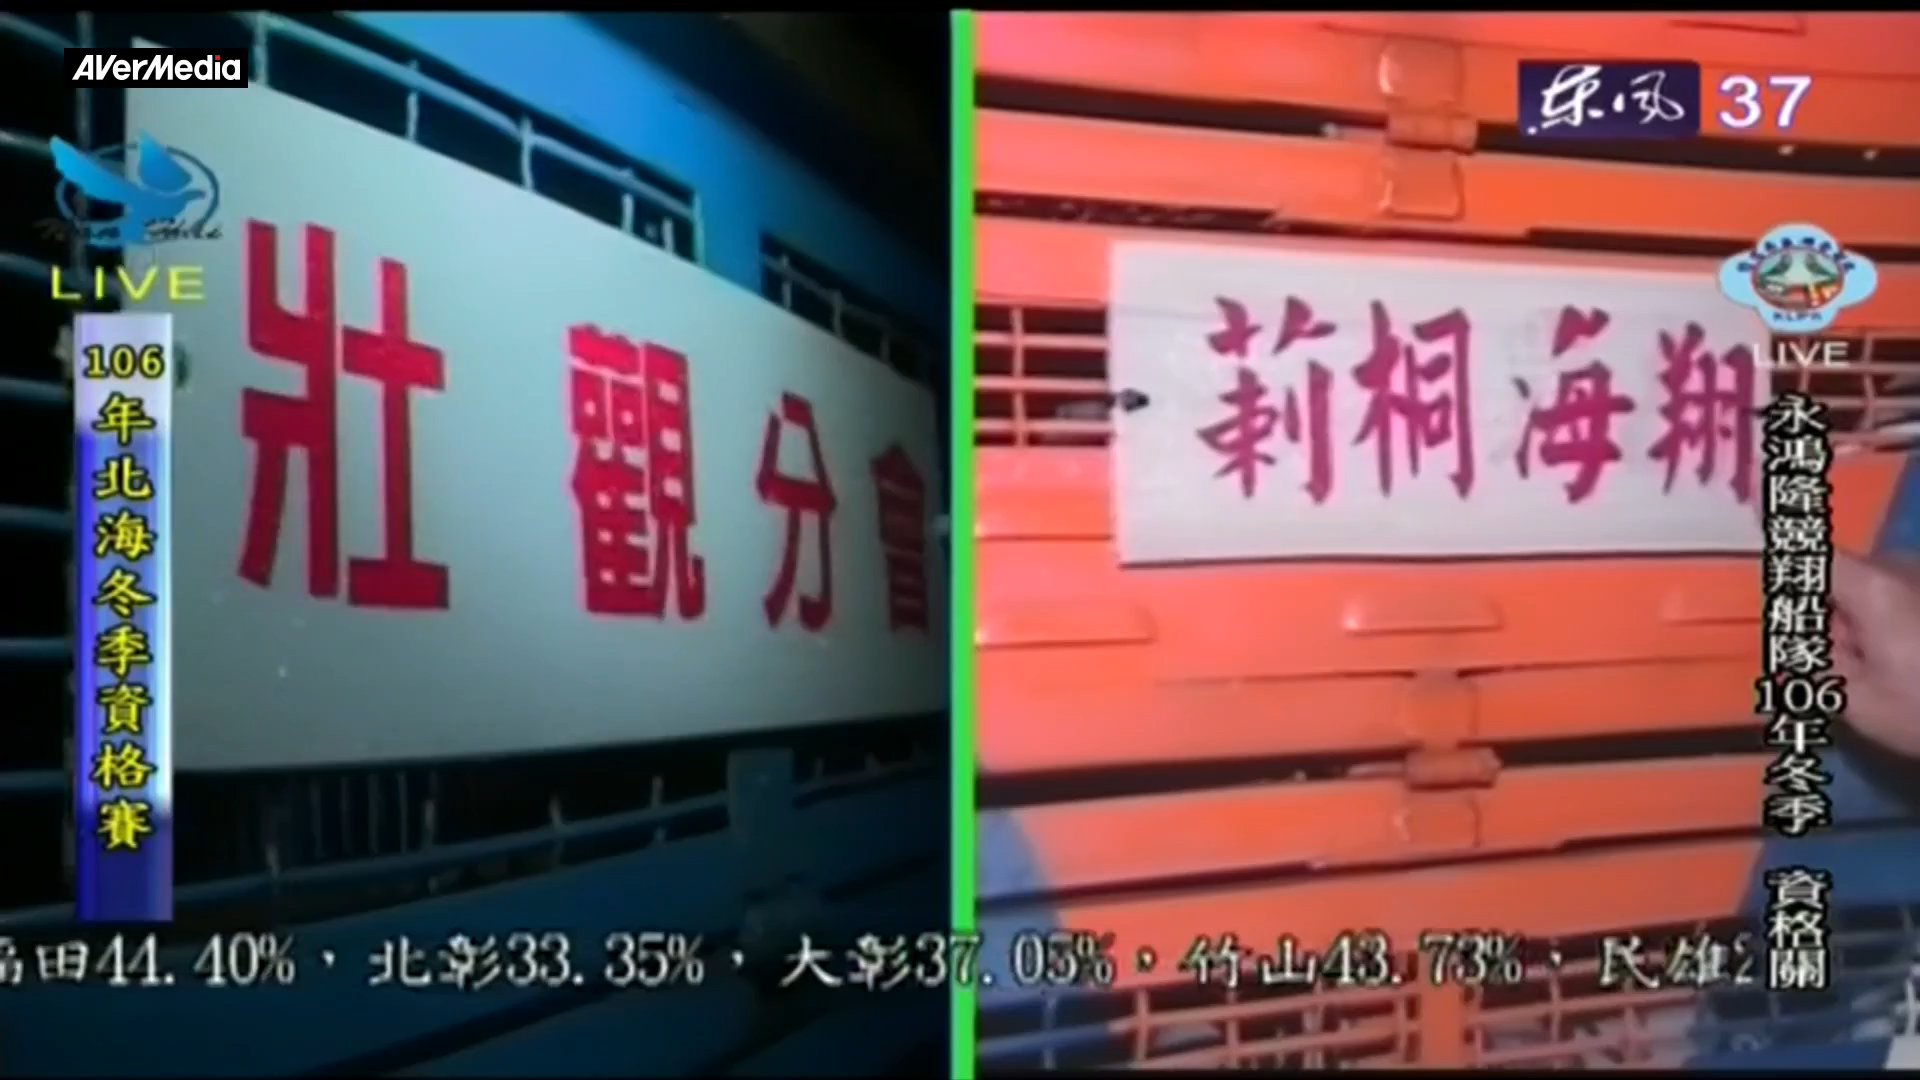 AVerMedia
东风 37
LIVE
106年北海冬季資格賽
壯觀分會
莿桐海翔
LIVE
永鴻隆競翔船隊106年冬季 資格關
田44.40%，北彰33.35%，大彰37.05%，竹山43.73%，民雄2